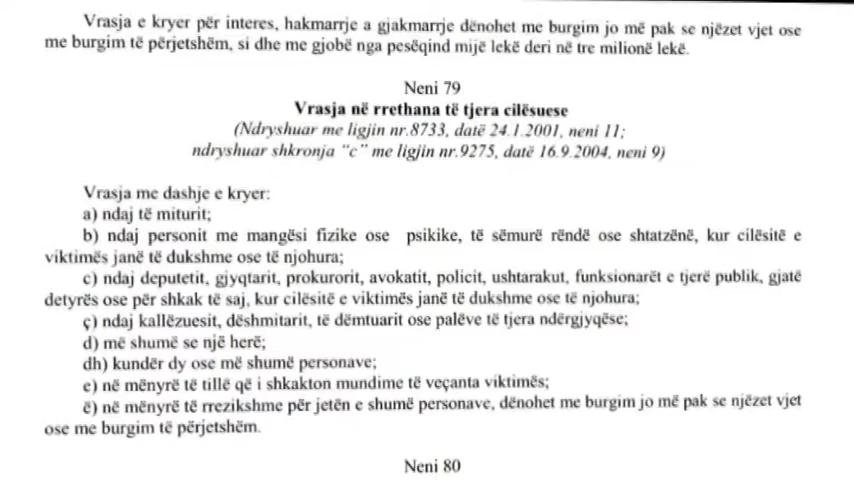 Vrasja e kryer për interes, hakmarrje a gjakmarrje dënohet me burgim jo më pak se njëzet vjet ose
me burgim të përjetshëm, si dhe me gjobë nga pesëqind mijë lekë deri në tre milionë lekë.
Neni 79
Vrasja në rrethana të tjera cilësuese
(Ndryshuar me ligjin nr.8733, datë 24.1.2001, neni 11;
ndryshuar shkronja “c” me ligjin nr.9275, datë 16.9.2004, neni 9)
Vrasja me dashje e kryer:
a) ndaj të miturit;
b) ndaj personit me mangësi fizike ose psikike, të sëmurë rëndë ose shtatzënë, kur cilësitë e
viktimës janë të dukshme ose të njohura;
c) ndaj deputetit, gjyqtarit, prokurorit, avokatit, policit, ushtarakut, funksionarët e tjerë publik, gjatë
detyrës ose për shkak të saj, kur cilësitë e viktimës janë të dukshme ose të njohura;
ç) ndaj kallëzuesit, dëshmitarit, të dëmtuarit ose palëve të tjera ndërgjyqëse;
d) më shumë se një herë;
dh) kundër dy ose më shumë personave;
e) në mënyrë të tillë që i shkakton mundime të veçanta viktimës;
ë) në mënyrë të rrezikshme për jetën e shumë personave, dënohet me burgim jo më pak se njëzet vjet
ose me burgim të përjetshëm.
Neni 80